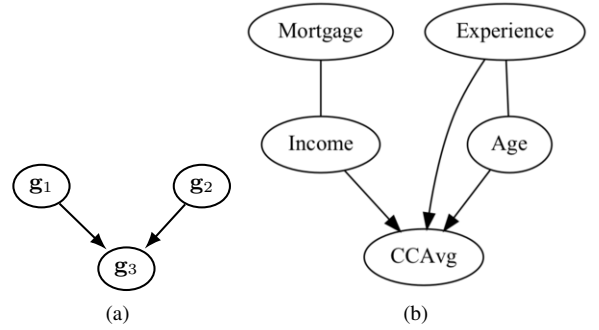 Mortgage Experience
Income Age
g1 g2
CCAvg
g3
(a) (b)